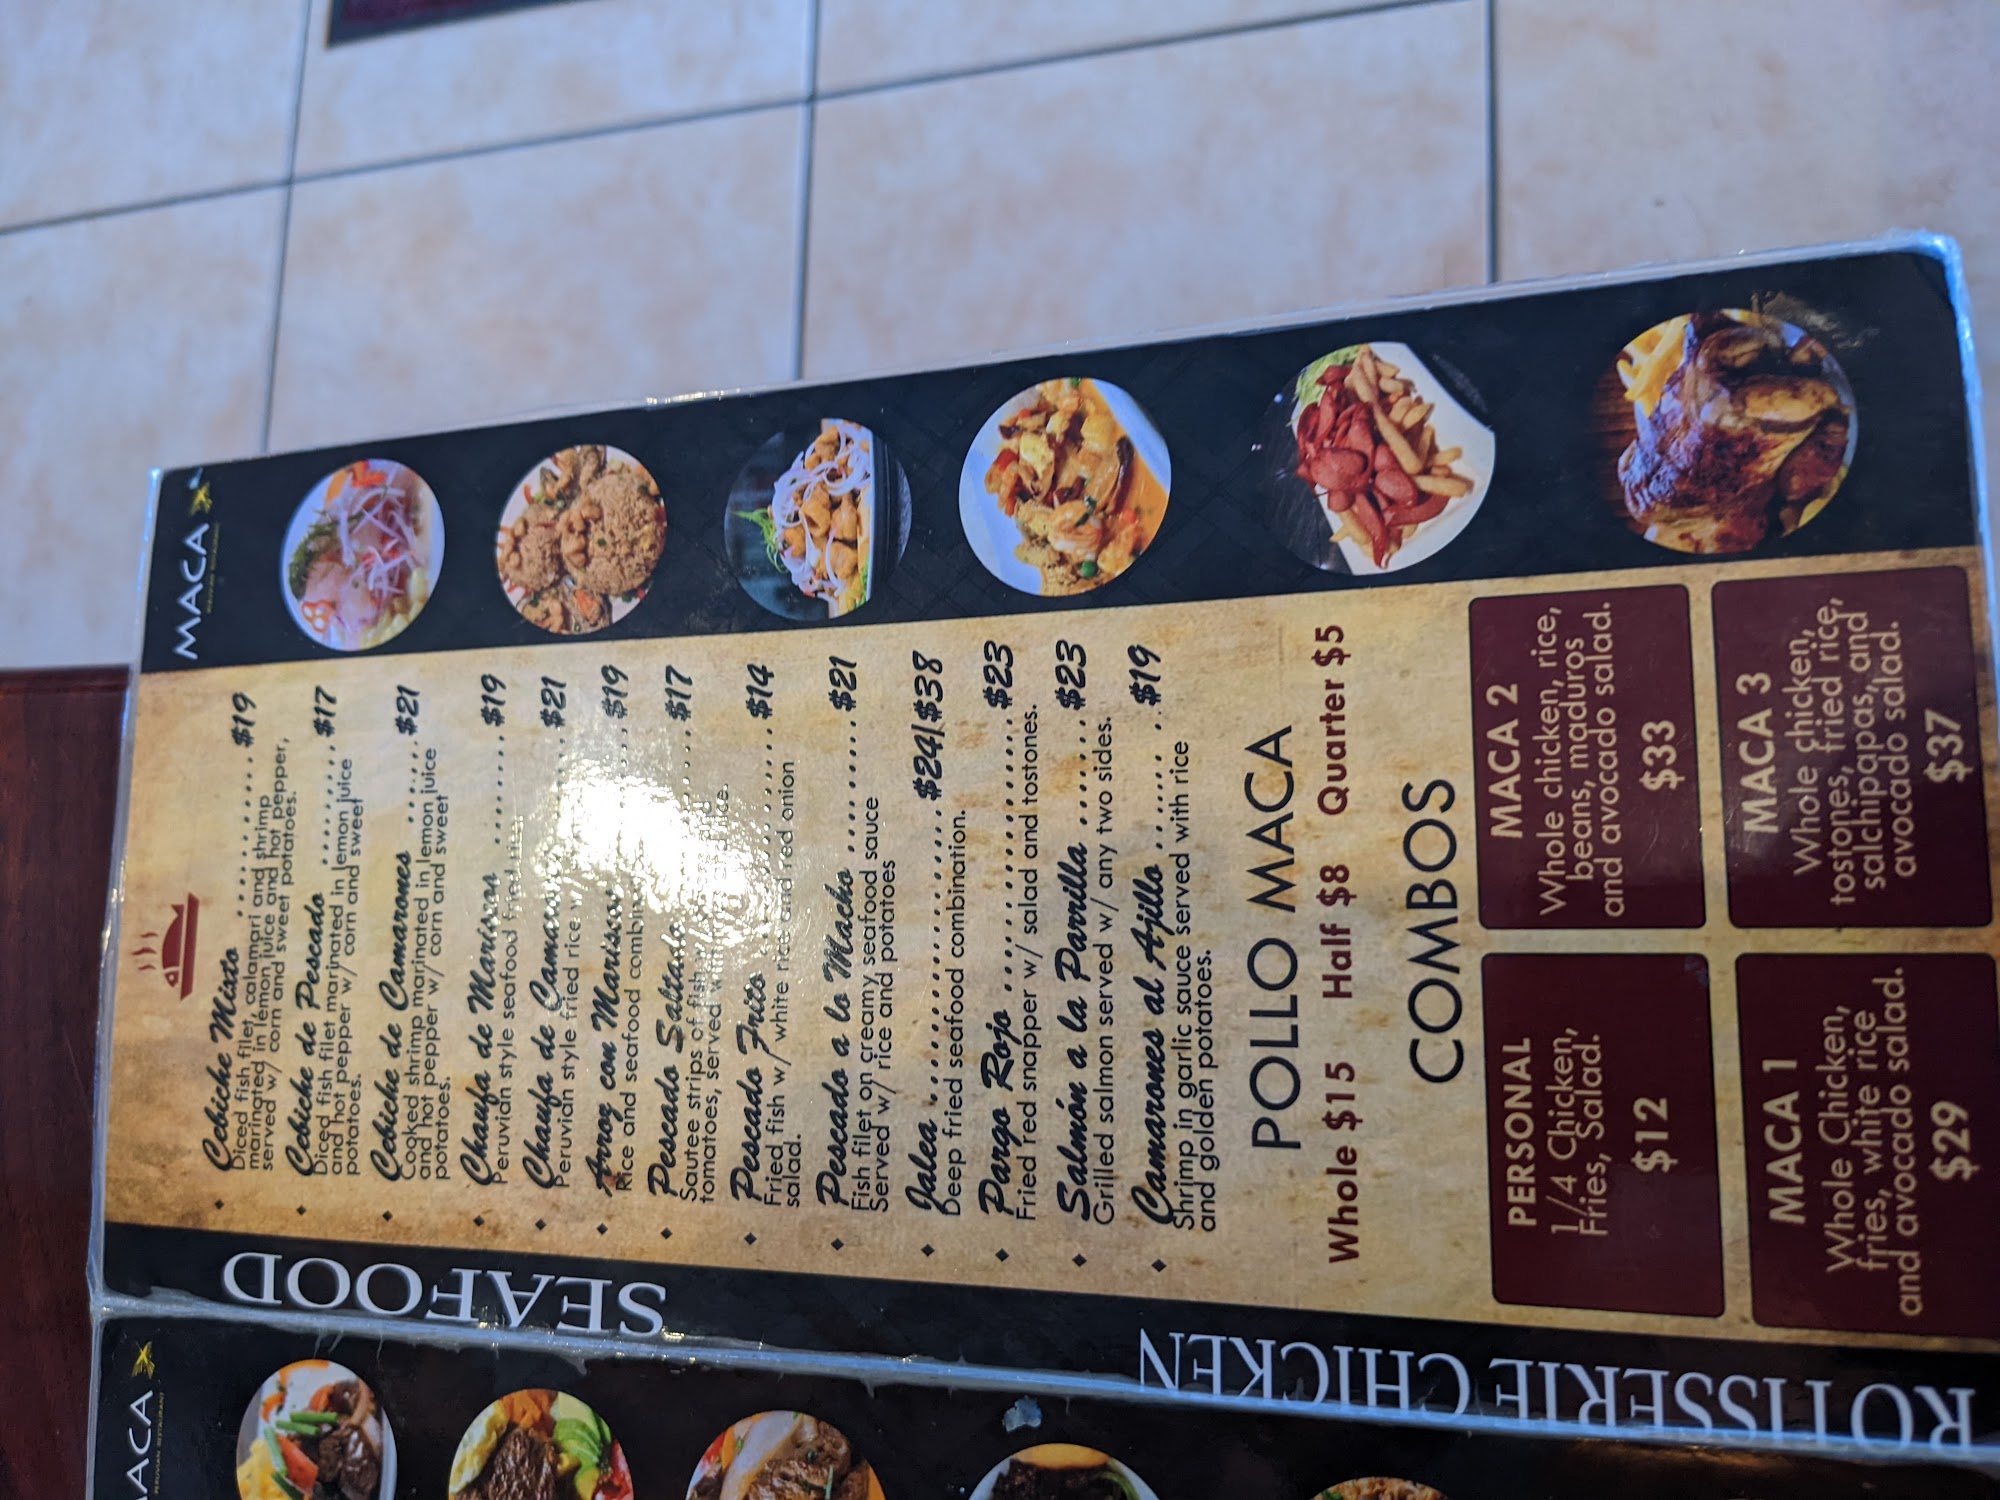 MACA
SEAFOOD
Cebiche Mixto .......... $19
Diced fish filet, calamari and shrimp
marinated in lemon juice and hot pepper,
served w/ corn and sweet potatoes.
Cebiche de Pescado ........ $17
Diced fish filet marinated in lemon juice
and hot pepper w/ corn and sweet
potatoes.
Cebiche de Camarones ...... $21
Cooked shrimp marinated in lemon juice
and hot pepper w/ corn and sweet
potatoes.
Chaufa de Mariscos ........ $19
Peruvian style seafood fried
Chaufa de $21
Peruvian style fried rice w/
Arroz con Mariscos $19
Rice and seafood
Pescado Saltado $17
Sautee strips of fish
tomatoes, served
Pescado Frito $14
Fried fish w/ white rice and red onion
salad.
Pescado a lo Macho ......... $21
Fish filet on creamy seafood sauce
Served w/ rice and potatoes
Jalea ..................... $24|$38
Deep fried seafood combination.
Pargo Rojo ..................... $23
Fried red snapper w/ salad and tostones.
Salmón a la Parrilla ........ $23
Grilled salmon served w/ any two sides.
Camarones al Ajillo ........ $19
Shrimp in garlic sauce served with rice
and golden potatoes.
ROTISSERIE CHICKEN
POLLO MACA
Whole $15 Half $8 Quarter $5
COMBOS
PERSONAL
1/4 Chicken,
Fries, Salad.
$12
MACA 2
Whole chicken, rice,
beans, maduros
and avocado salad.
$33
MACA 1
Whole Chicken,
fries, white rice
and avocado salad.
$29
MACA 3
Whole chicken,
tostones, fried rice,
salchipapas, and
avocado salad.
$37
MACA
PERUVIAN RESTAURANT